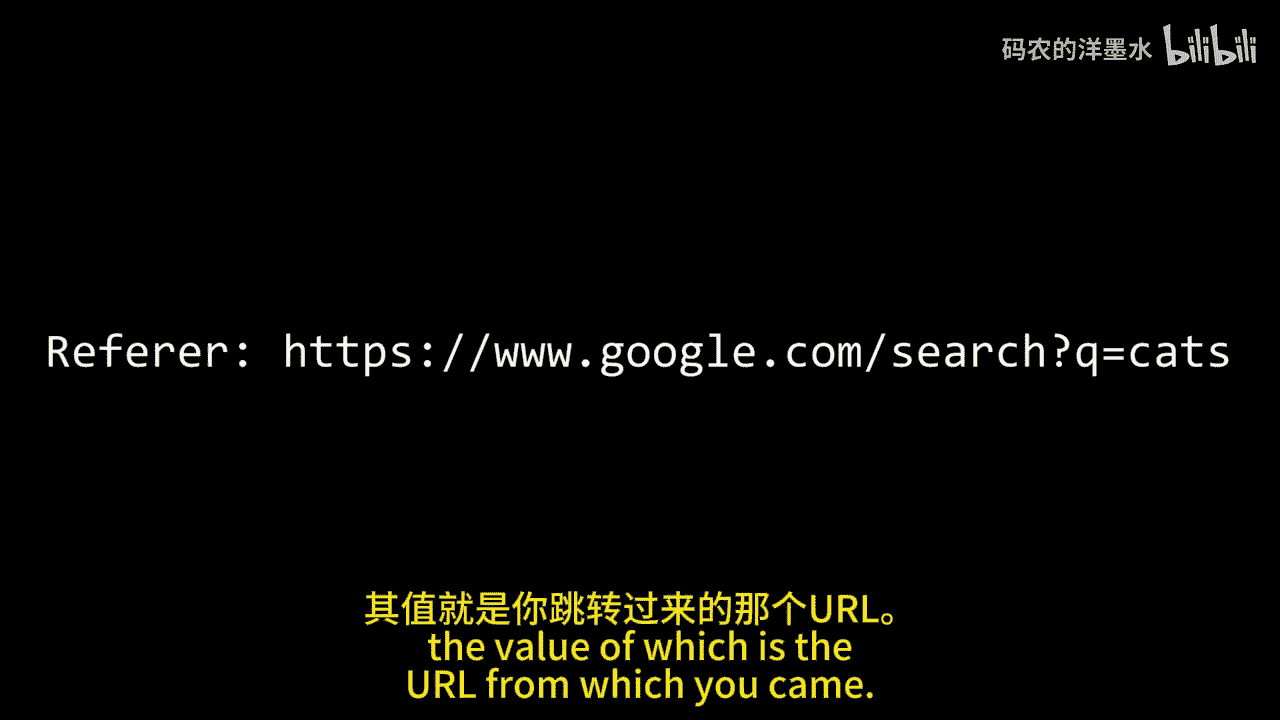 码农的洋墨水 bilibili
Referer: https://www.google.com/search?q=cats
其值就是你跳转过来的那个URL。
the value of which is the
URL from which you came.